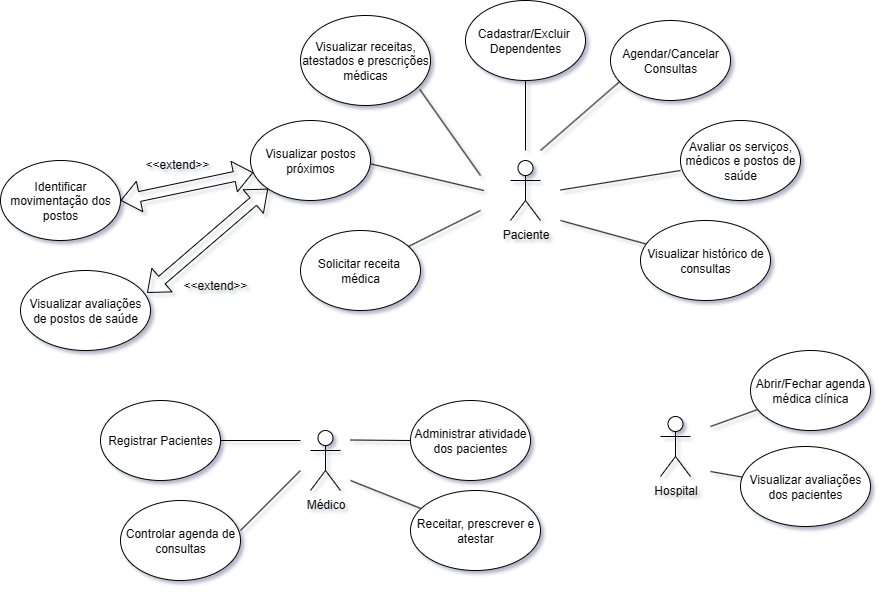 Visualizar receitas,
atestados e prescrições
médicas
Cadastrar/Excluir
Dependentes
Agendar/Cancelar
Consultas
<<extend>>
Visualizar postos
próximos
Avaliar os serviços,
médicos e postos de
saúde
Identificar
movimentação dos
postos
Paciente
Solicitar receita
médica
Visualizar histórico de
consultas
<<extend>>
Visualizar avaliações
de postos de saúde
Abrir/Fechar agenda
médica clínica
Registrar Pacientes
Administrar atividade
dos pacientes
Hospital
Visualizar avaliações
dos pacientes
Médico
Controlar agenda de
consultas
Receitar, prescrever e
atestar